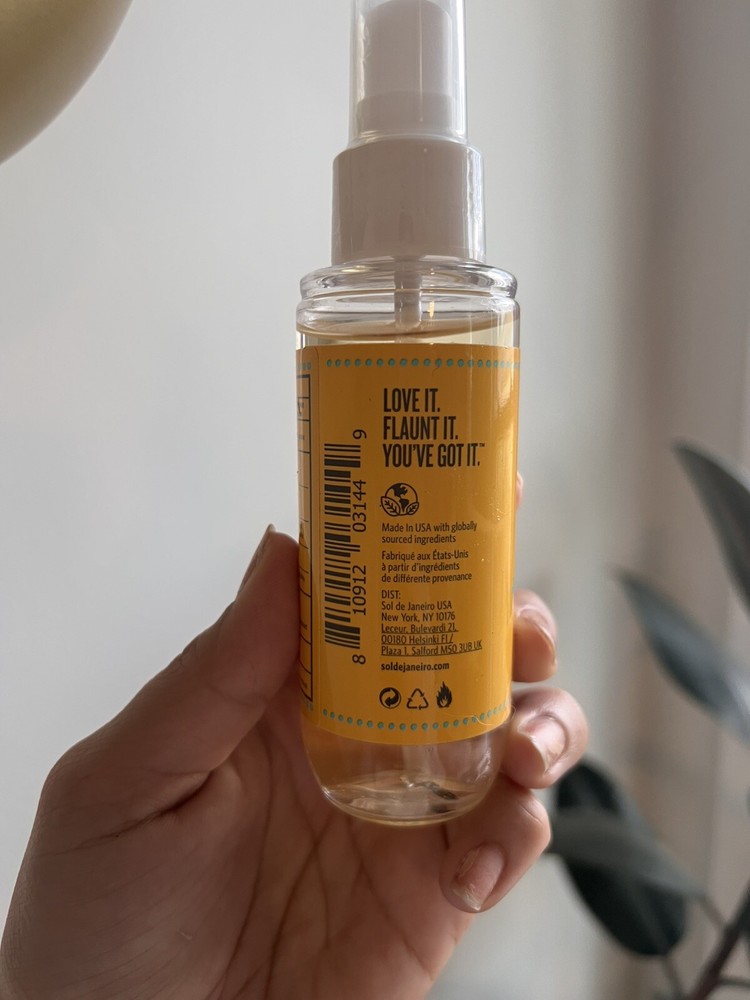 LOVE IT.
FLAUNT IT.
YOU'VE GOT IT.™
Made In USA with globally
sourced ingredients
Fabriqué aux États-Unis
à partir d'ingrédients
de différente provenance
DIST:
Sol de Janeiro USA
New York, NY 10176
Leceur, Bulevardi 21,
00180 Helsinki FI /
Plaza 1, Salford M50 3UB UK
soldejaneiro.com
8 10912 03144 9